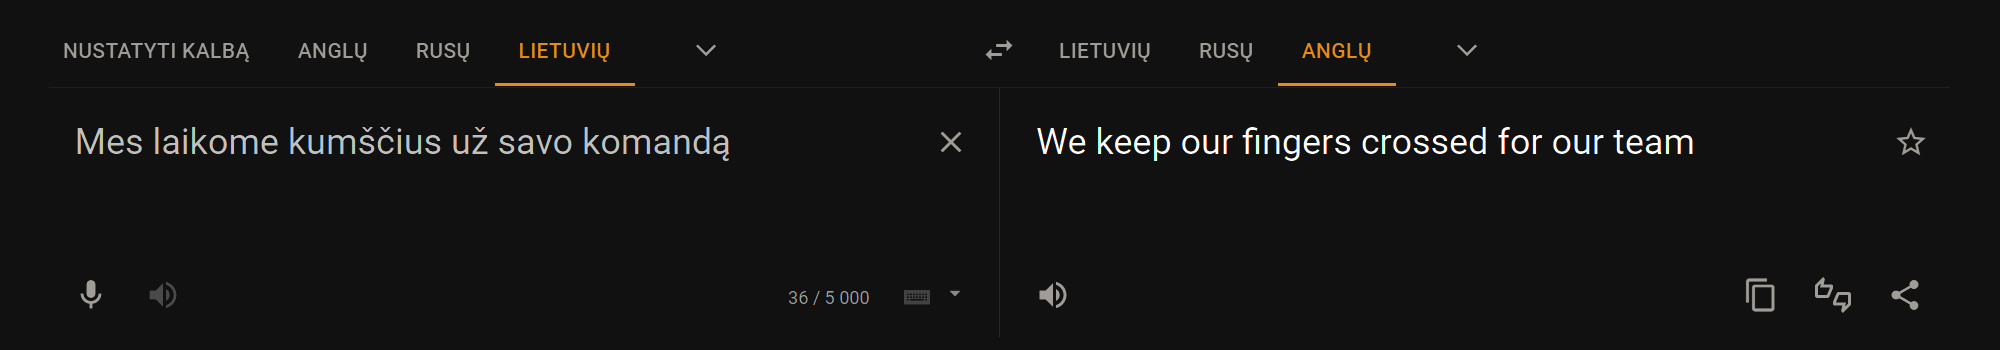 NUSTATYTI KALBĄ ANGLŲ RUSŲ LIETUVIŲ LIETUVIŲ RUSŲ ANGLŲ
Mes laikome kumščius už savo komandą
We keep our fingers crossed for our team
36 / 5 000